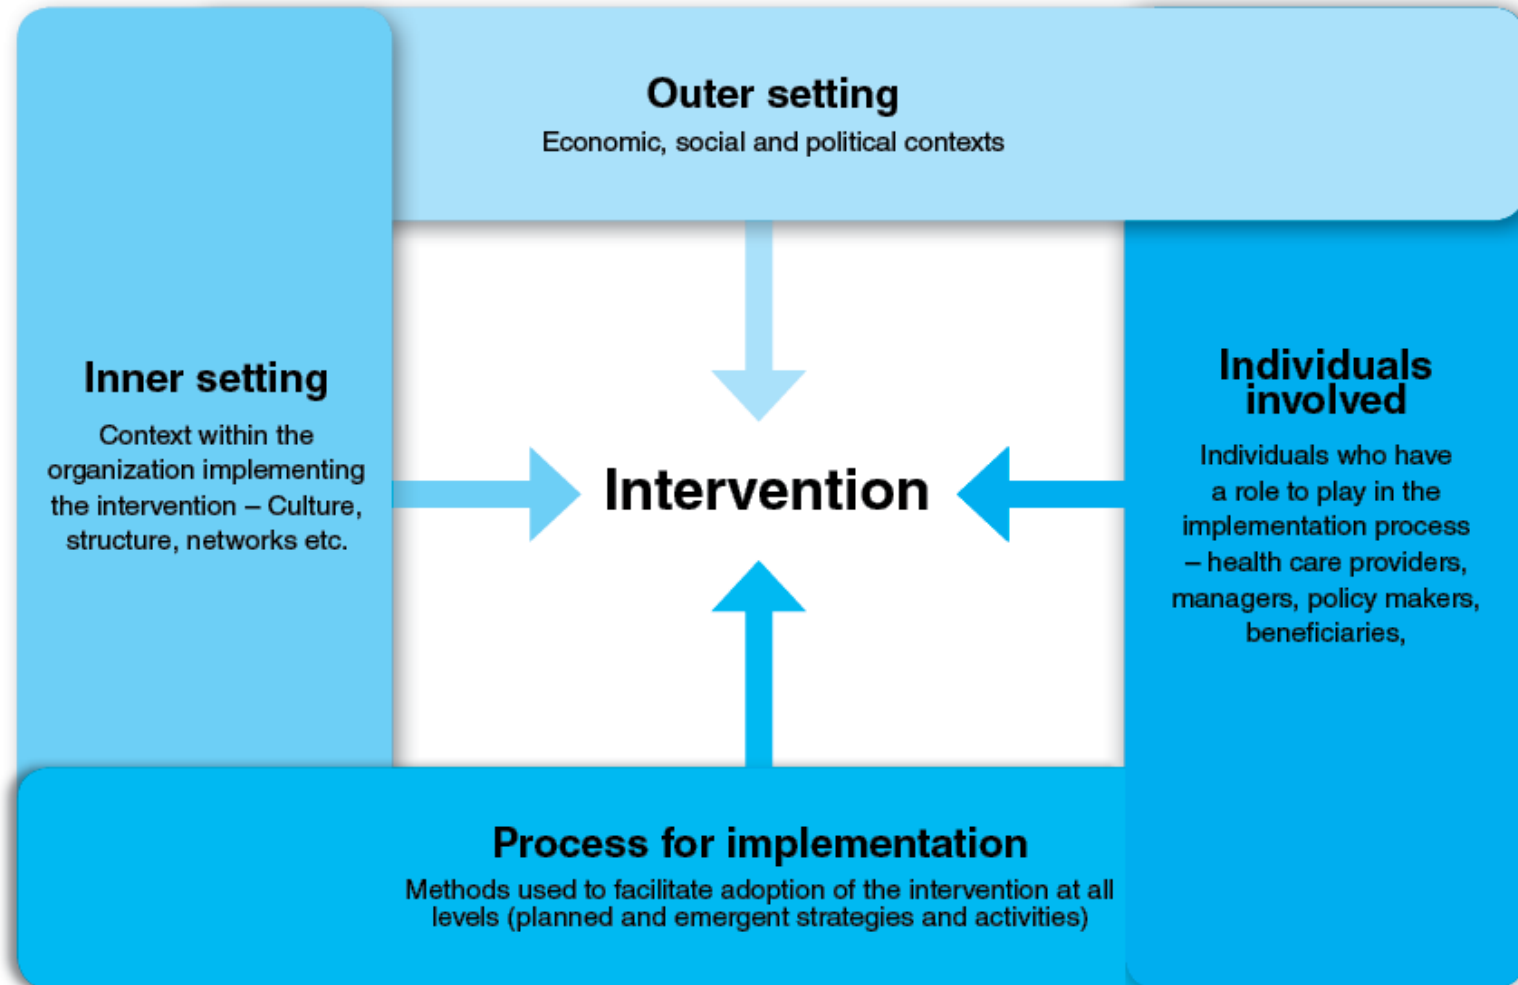 Outer setting
Economic, social and political contexts
Inner setting
Context within the
organization implementing
the intervention – Culture,
structure, networks etc.
Intervention
Individuals
involved
Individuals who have
a role to play in the
implementation process
– health care providers,
managers, policy makers,
beneficiaries,
Process for implementation
Methods used to facilitate adoption of the intervention at all
levels (planned and emergent strategies and activities)